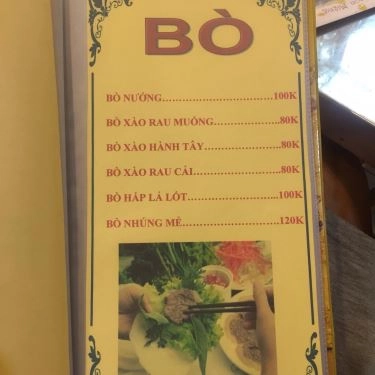 BÒ
BÒ NƯỚNG.................................100K
BÒ XÀO RAU MUỐNG....................80K
BÒ XÀO HÀNH TÂY.......................80K
BÒ XÀO RAU CẢI..........................80K
BÒ HẤP LÁ LỐT...........................100K
BÒ NHÚNG MẺ.............................120K